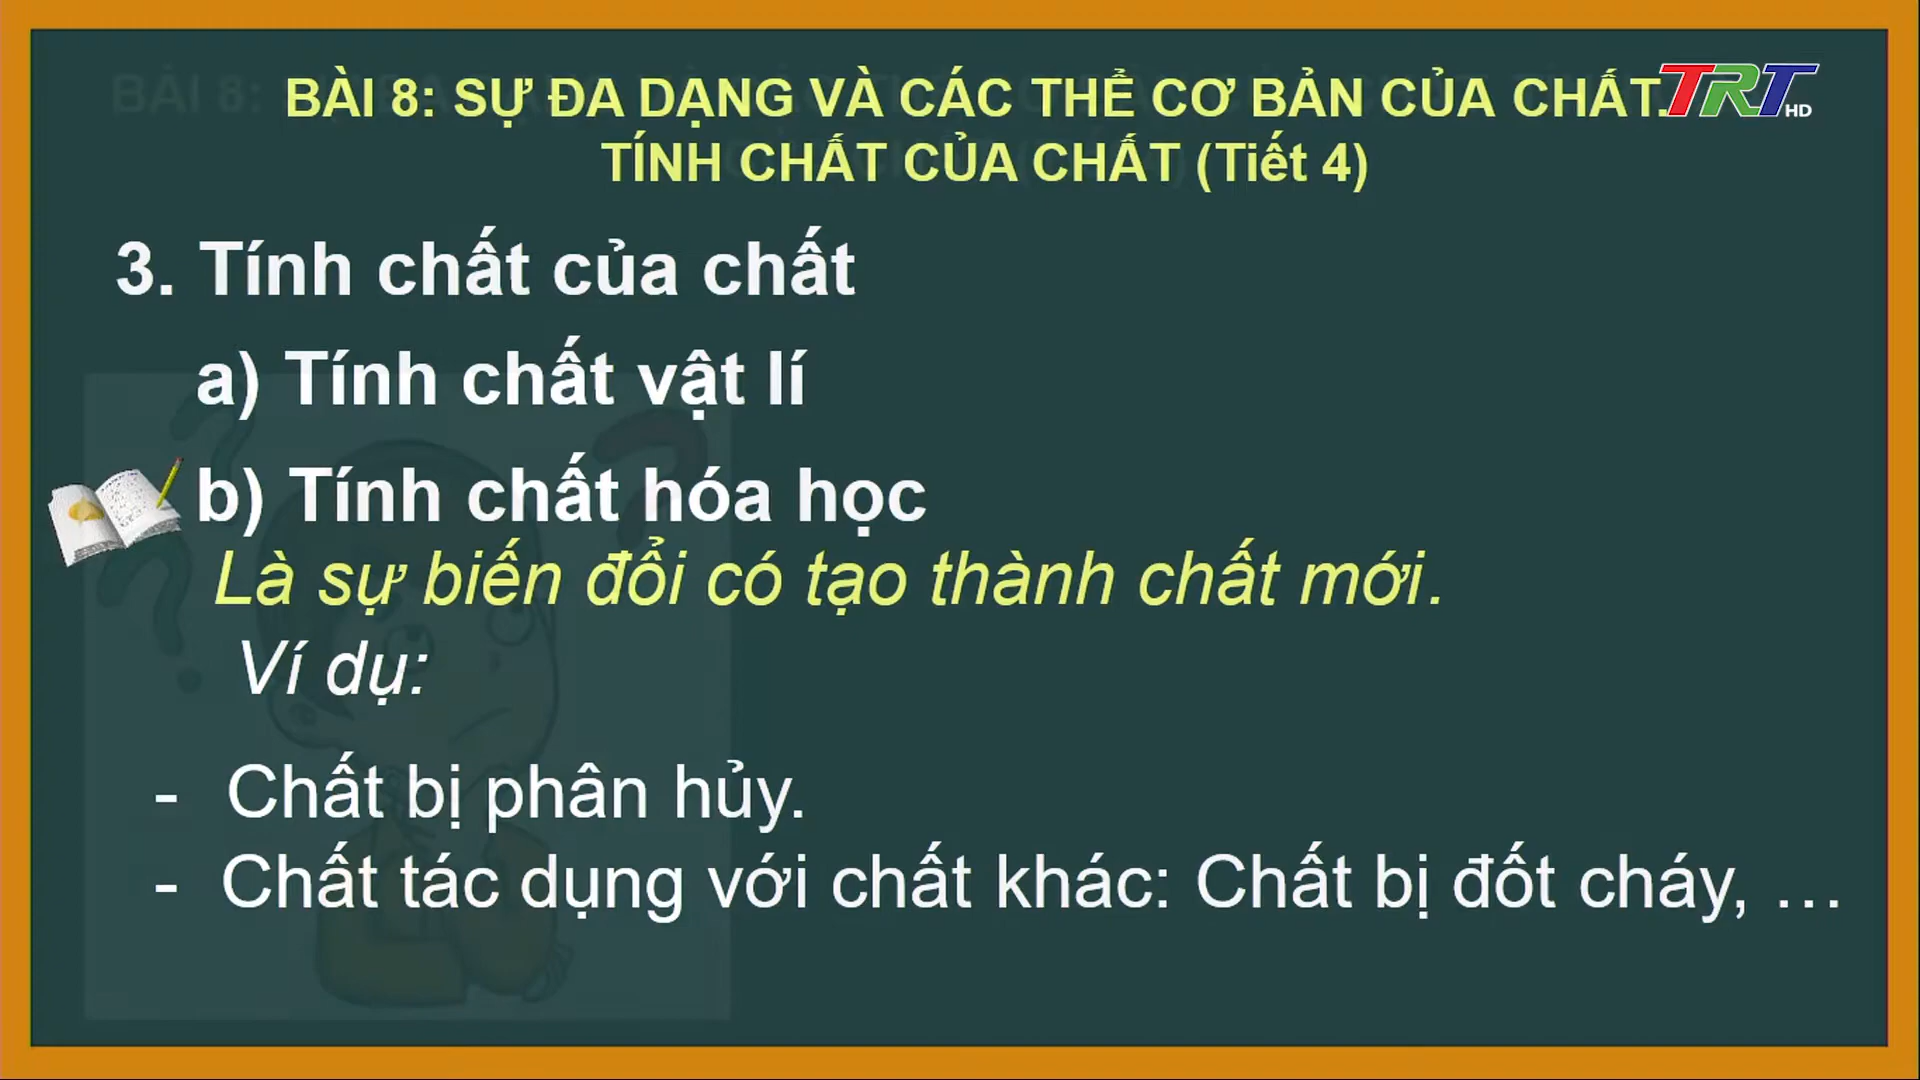 BÀI 8: SỰ ĐA DẠNG VÀ CÁC THỂ CƠ BẢN CỦA CHẤT.
TRT HD
TÍNH CHẤT CỦA CHẤT (Tiết 4)
3. Tính chất của chất
a) Tính chất vật lí
b) Tính chất hóa học
Là sự biến đổi có tạo thành chất mới.
Ví dụ:
- Chất bị phân hủy.
- Chất tác dụng với chất khác: Chất bị đốt cháy, …